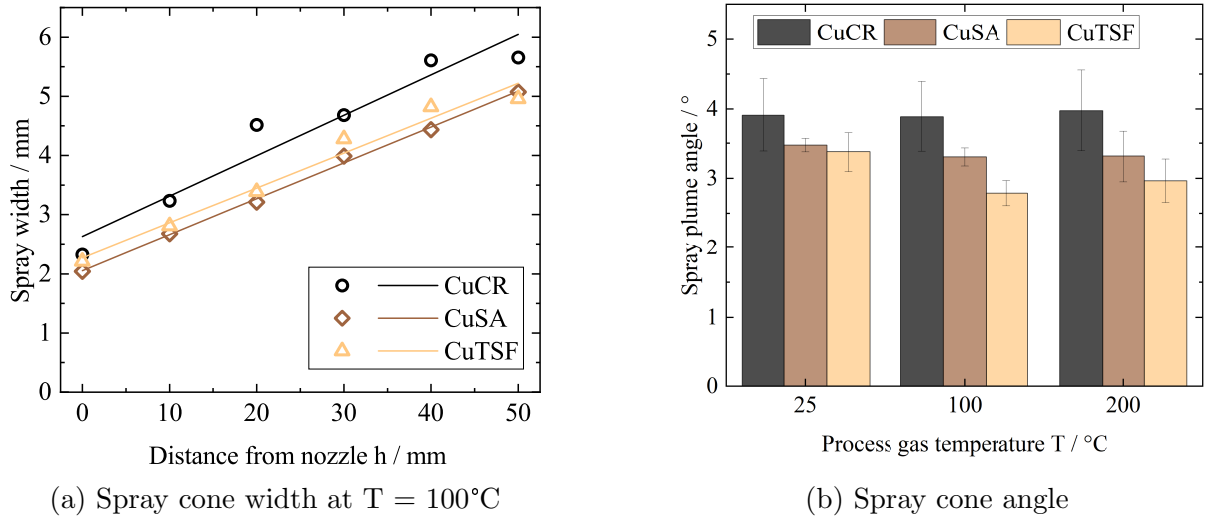 Spray width / mm
6
5
4
3
2
1
0
CuCR
CuSA
CuTSF
0 10 20 30 40 50
Distance from nozzle h / mm
(a) Spray cone width at T = 100°C
Spray plume angle / °
5
4
3
2
1
0
CuCR CuSA CuTSF
25 100 200
Process gas temperature T / °C
(b) Spray cone angle